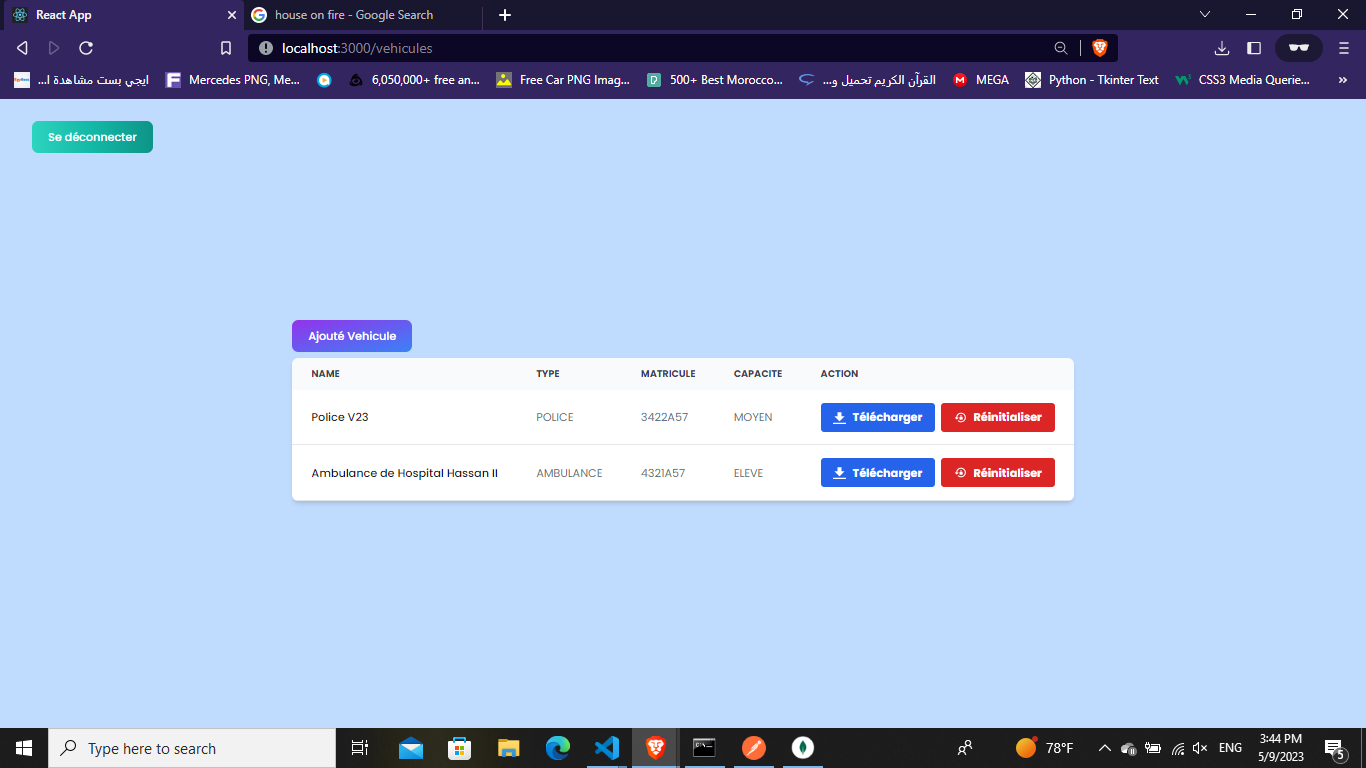 React App
house on fire - Google Search
localhost:3000/vehicules
ايجي بست مشاهدة ا...
Mercedes PNG, Me...
6,050,000+ free an...
Free Car PNG Imag...
500+ Best Morocco...
القرآن الكريم تحميل و...
MEGA
Python - Tkinter Text
CSS3 Media Querie...
»
Se déconnecter
Ajouté Vehicule
NAME TYPE MATRICULE CAPACITE ACTION
Police V23 POLICE 3422A57 MOYEN Télécharger Réinitialiser
Ambulance de Hospital Hassan II AMBULANCE 4321A57 ELEVE Télécharger Réinitialiser
Type here to search
78°F
ENG
3:44 PM
5/9/2023
5